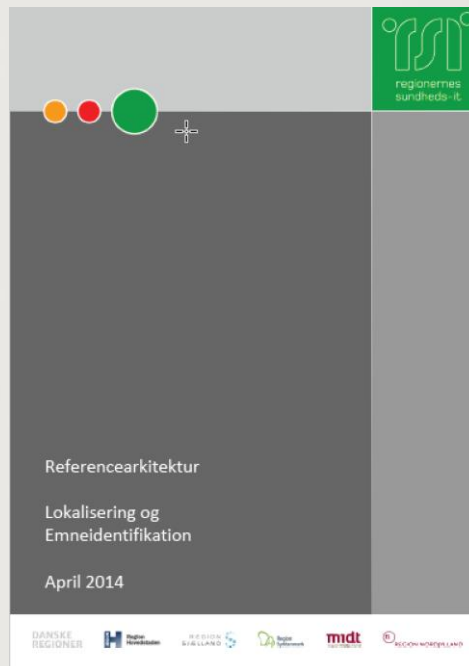 rsi
regionernes
sundheds-it
Referencearkitektur
Lokalisering og
Emneidentifikation
April 2014
DANSKE
REGIONER
Region
Hovedstaden
REGION
SJÆLLAND
Region
Syddanmark
midt
REGION NORDJYLLAND